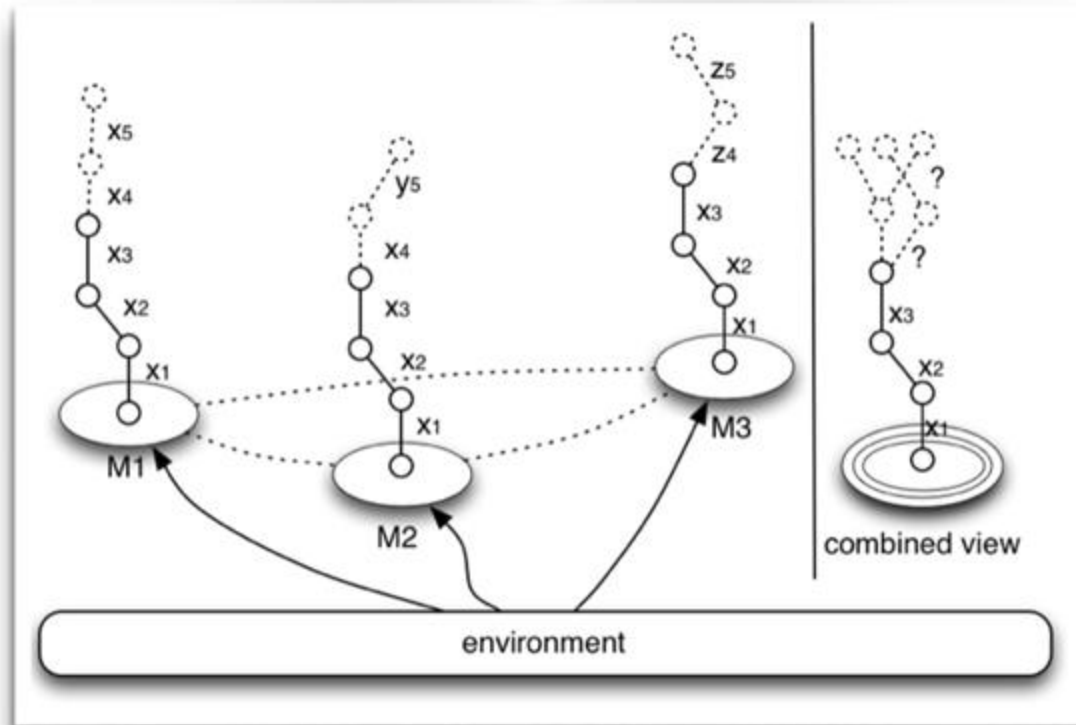 x5
x4
x3
x2
x1
M1
y5
x4
x3
x2
x1
M2
z5
z4
x3
x2
x1
M3
?
?
x3
x2
x1
combined view
environment